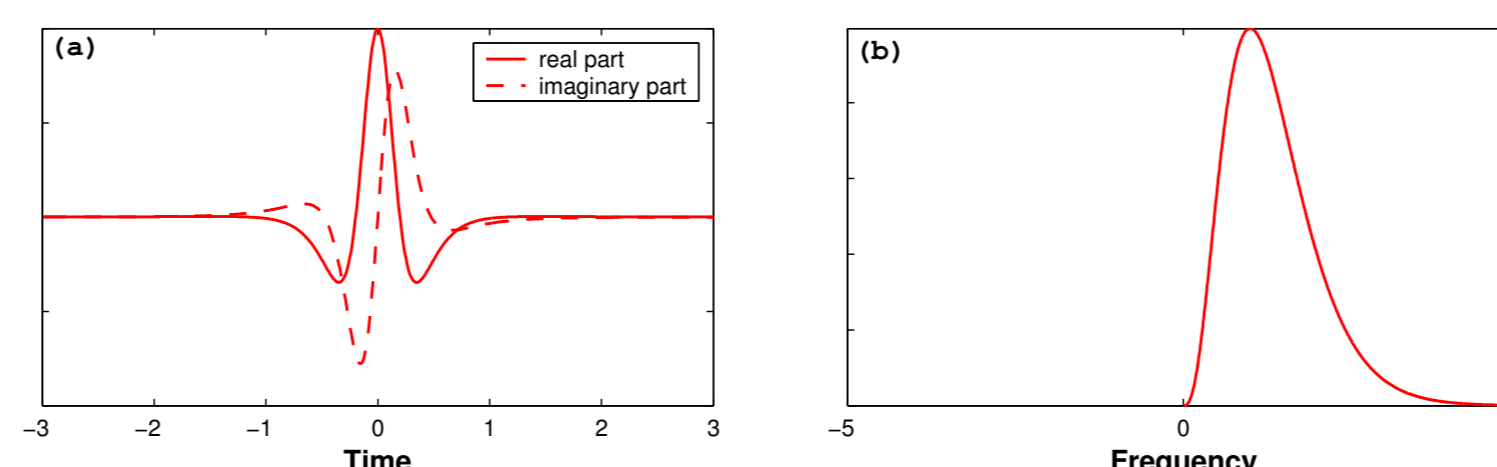 (a)
real part
imaginary part
−3 −2 −1 0 1 2 3
Time
(b)
−5 0
Frequency